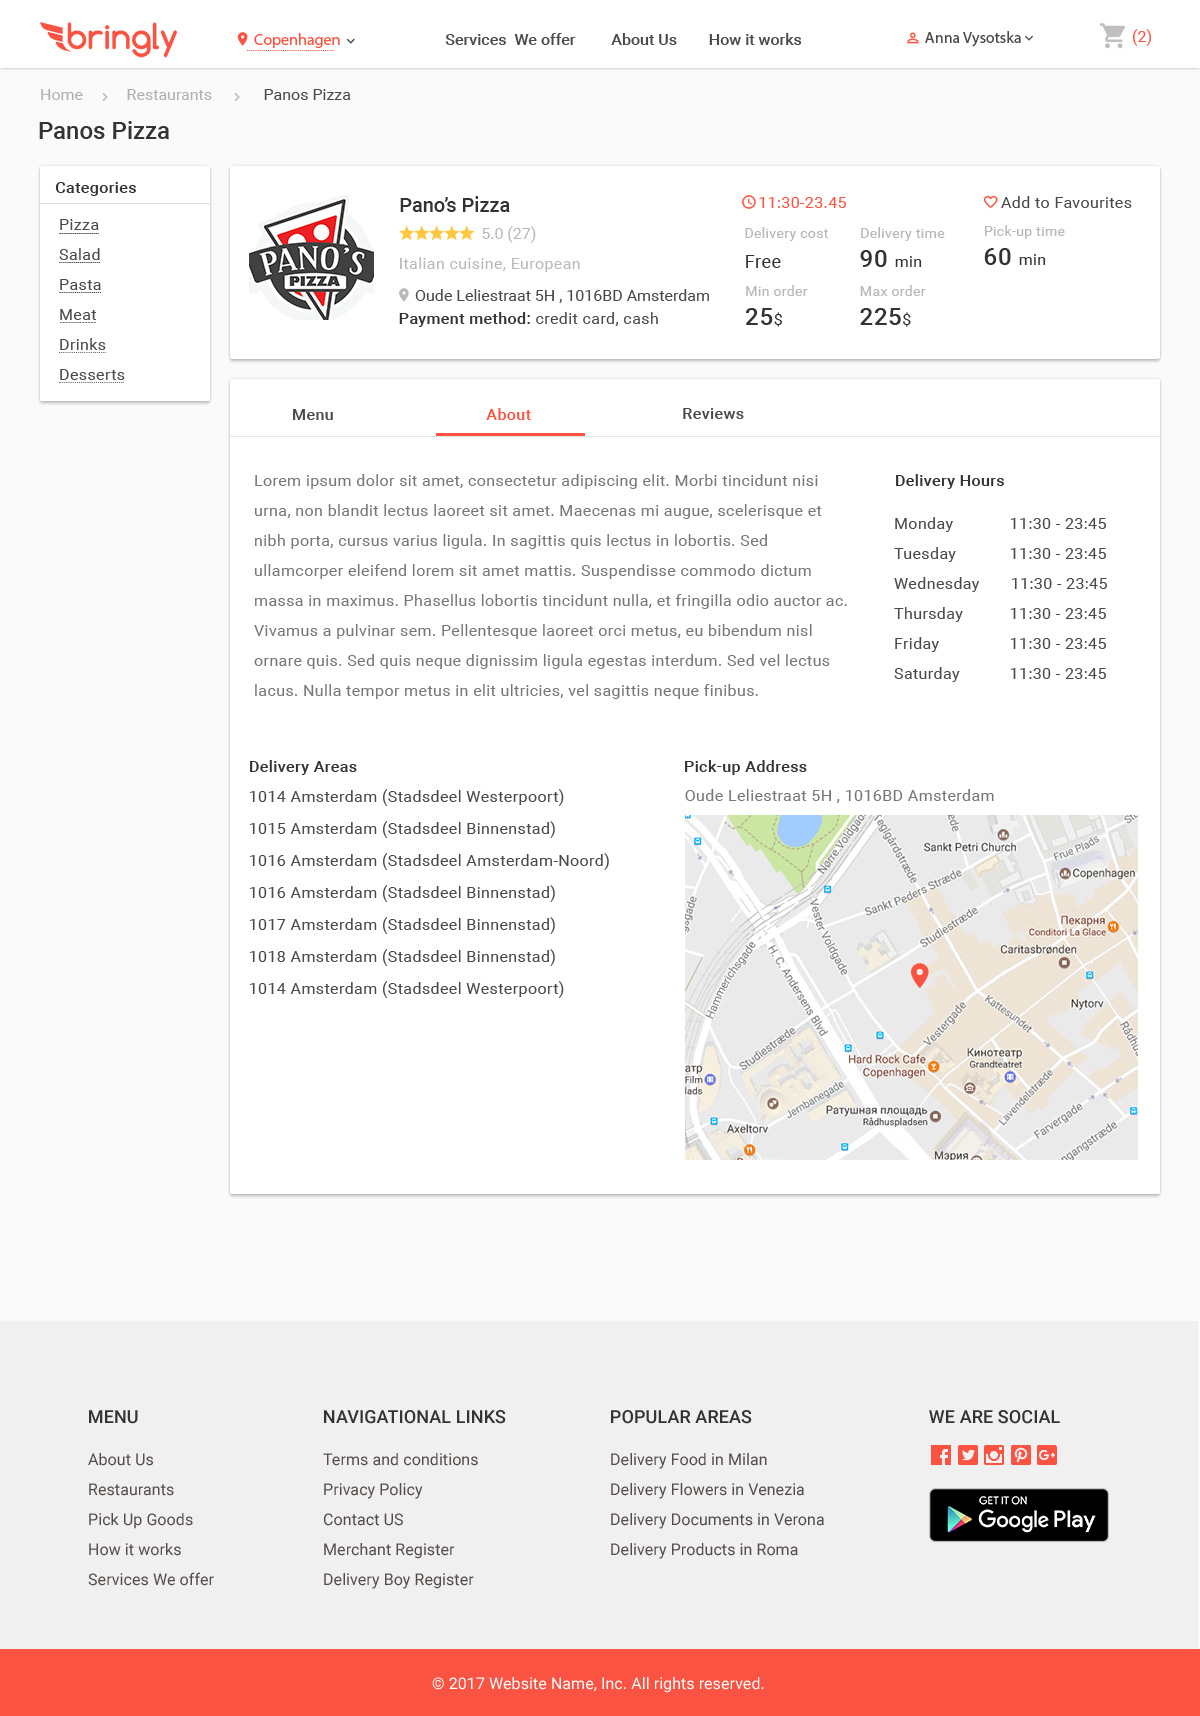 bringly
Copenhagen
Services We offer
About Us
How it works
Anna Vysotska
(2)
Home
Restaurants
Panos Pizza
Panos Pizza
Categories
Pizza
Salad
Pasta
Meat
Drinks
Desserts
PANO'S
PIZZA
Pano's Pizza
5.0 (27)
Italian cuisine, European
Oude Leliestraat 5H , 1016BD Amsterdam
Payment method: credit card, cash
11:30-23.45
Delivery cost
Free
Min order
25$
Delivery time
90 min
Max order
225$
Add to Favourites
Pick-up time
60 min
Menu
About
Reviews
Lorem ipsum dolor sit amet, consectetur adipiscing elit. Morbi tincidunt nisi
urna, non blandit lectus laoreet sit amet. Maecenas mi augue, scelerisque et
nibh porta, cursus varius ligula. In sagittis quis lectus in lobortis. Sed
ullamcorper eleifend lorem sit amet mattis. Suspendisse commodo dictum
massa in maximus. Phasellus lobortis tincidunt nulla, et fringilla odio auctor ac.
Vivamus a pulvinar sem. Pellentesque laoreet orci metus, eu bibendum nisl
ornare quis. Sed quis neque dignissim ligula egestas interdum. Sed vel lectus
lacus. Nulla tempor metus in elit ultricies, vel sagittis neque finibus.
Delivery Hours
Monday 11:30 - 23:45
Tuesday 11:30 - 23:45
Wednesday 11:30 - 23:45
Thursday 11:30 - 23:45
Friday 11:30 - 23:45
Saturday 11:30 - 23:45
Delivery Areas
1014 Amsterdam (Stadsdeel Westerpoort)
1015 Amsterdam (Stadsdeel Binnenstad)
1016 Amsterdam (Stadsdeel Amsterdam-Noord)
1016 Amsterdam (Stadsdeel Binnenstad)
1017 Amsterdam (Stadsdeel Binnenstad)
1018 Amsterdam (Stadsdeel Binnenstad)
1014 Amsterdam (Stadsdeel Westerpoort)
Pick-up Address
Oude Leliestraat 5H , 1016BD Amsterdam
Nørre Voldgade
Teglgårdstræde
Sankt Petri Church
Frue Plads
Copenhagen
Sankt Peders Stræde
Vester Voldgade
Studiestræde
Пекарня
Conditori La Glace
Caritasbrønden
Hammerichsgade
H. C. Andersens Blvd
Nytorv
Kattesundet
Vestergade
Studiestræde
Hard Rock Cafe
Copenhagen
Кинотеатр
Grandteatret
атр
Film
lads
Jernbanegade
Ратушная площадь
Rådhuspladsen
Lavendelstræde
Farvergade
Axeltorv
Мэрия
MENU
About Us
Restaurants
Pick Up Goods
How it works
Services We offer
NAVIGATIONAL LINKS
Terms and conditions
Privacy Policy
Contact US
Merchant Register
Delivery Boy Register
POPULAR AREAS
Delivery Food in Milan
Delivery Flowers in Venezia
Delivery Documents in Verona
Delivery Products in Roma
WE ARE SOCIAL
GET IT ON
Google Play
© 2017 Website Name, Inc. All rights reserved.